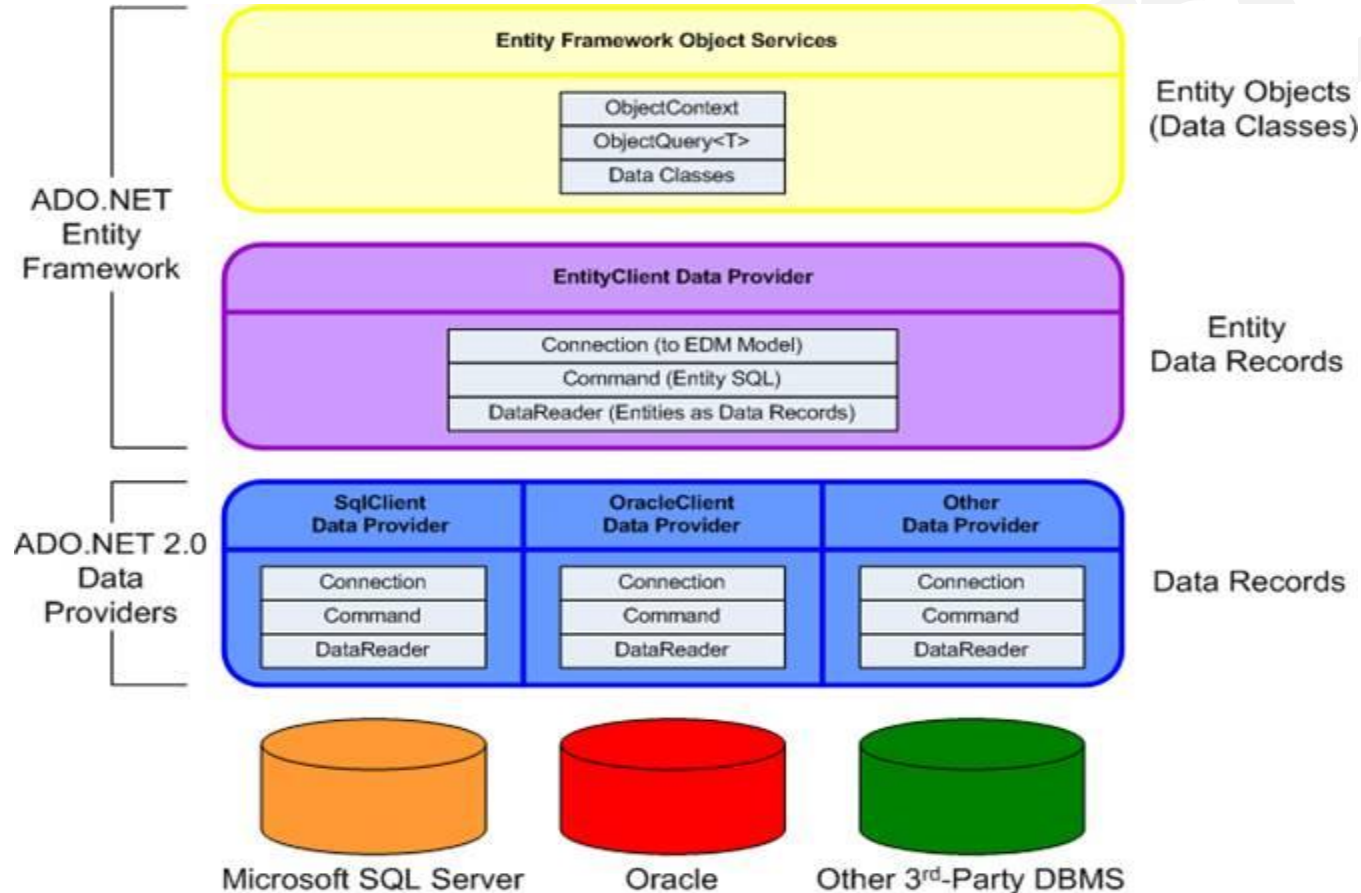 Entity Framework Object Services
ObjectContext
ObjectQuery<T>
Data Classes
Entity Objects
(Data Classes)
ADO.NET
Entity
Framework
EntityClient Data Provider
Connection (to EDM Model)
Command (Entity SQL)
DataReader (Entities as Data Records)
Entity
Data Records
ADO.NET 2.0
Data
Providers
SqlClient
Data Provider
Connection
Command
DataReader
OracleClient
Data Provider
Connection
Command
DataReader
Other
Data Provider
Connection
Command
DataReader
Data Records
Microsoft SQL Server
Oracle
Other 3rd-Party DBMS